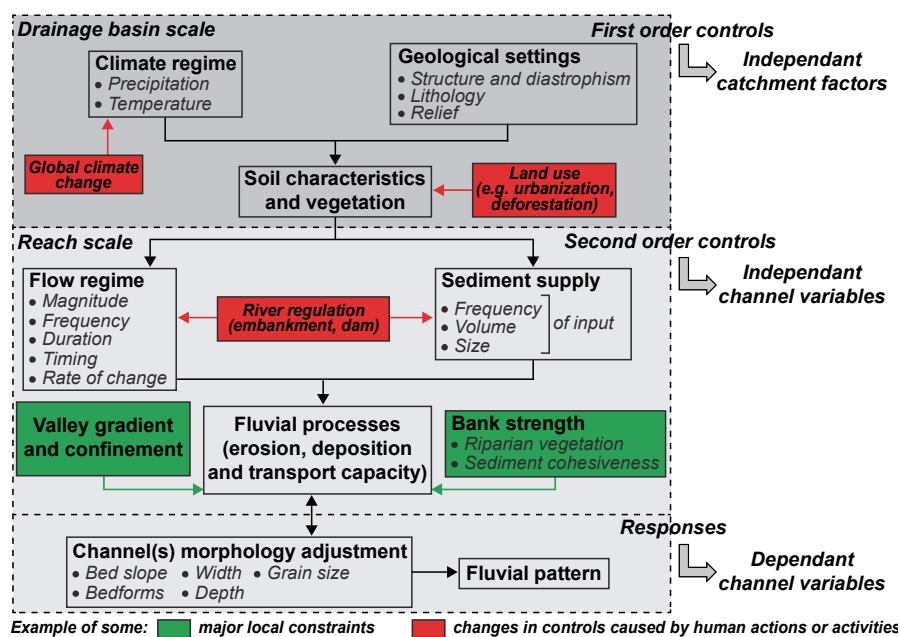 Drainage basin scale
First order controls
Independant
catchment factors
Climate regime
• Precipitation
• Temperature
Geological settings
• Structure and diastrophism
• Lithology
• Relief
Global climate
change
Soil characteristics
and vegetation
Land use
(e.g. urbanization,
deforestation)
Reach scale
Second order controls
Independant
channel variables
Flow regime
• Magnitude
• Frequency
• Duration
• Timing
• Rate of change
River regulation
(embankment, dam)
Sediment supply
• Frequency
• Volume
• Size
of input
Valley gradient
and confinement
Fluvial processes
(erosion, deposition
and transport capacity)
Bank strength
• Riparian vegetation
• Sediment cohesiveness
Responses
Dependant
channel variables
Channel(s) morphology adjustment
• Bed slope • Width • Grain size
• Bedforms • Depth
Fluvial pattern
Example of some: major local constraints changes in controls caused by human actions or activities